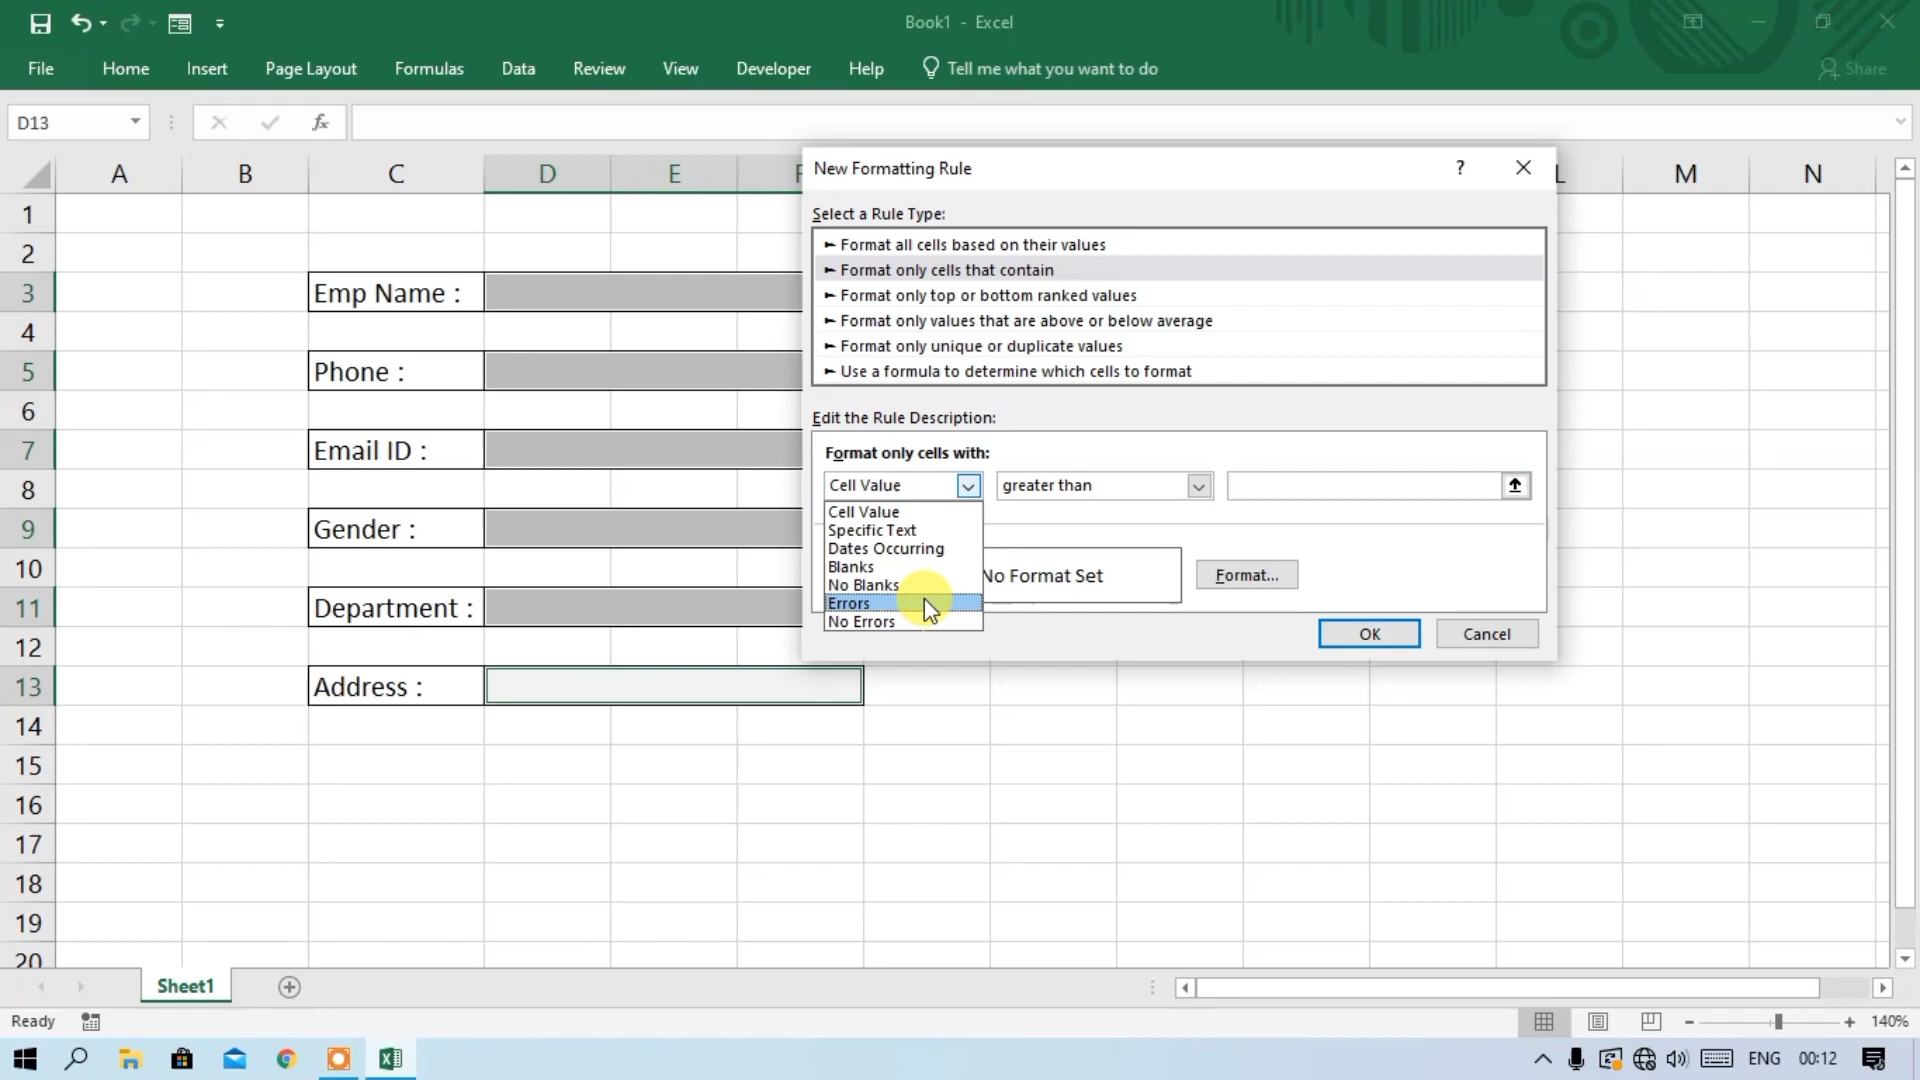 Book1 - Excel
File Home Insert Page Layout Formulas Data Review View Developer Help Tell me what you want to do Share
D13 fx
A B C D E F L M N
New Formatting Rule ?
Select a Rule Type:
► Format all cells based on their values
► Format only cells that contain
► Format only top or bottom ranked values
► Format only values that are above or below average
► Format only unique or duplicate values
► Use a formula to determine which cells to format
Edit the Rule Description:
Format only cells with:
Cell Value greater than
Cell Value
Specific Text
Dates Occurring
Blanks
No Blanks
Errors
No Errors
No Format Set Format...
OK Cancel
1
2
3 Emp Name :
4
5 Phone :
6
7 Email ID :
8
9 Gender :
10
11 Department :
12
13 Address :
14
15
16
17
18
19
20
Sheet1
Ready 140%
ENG 00:12